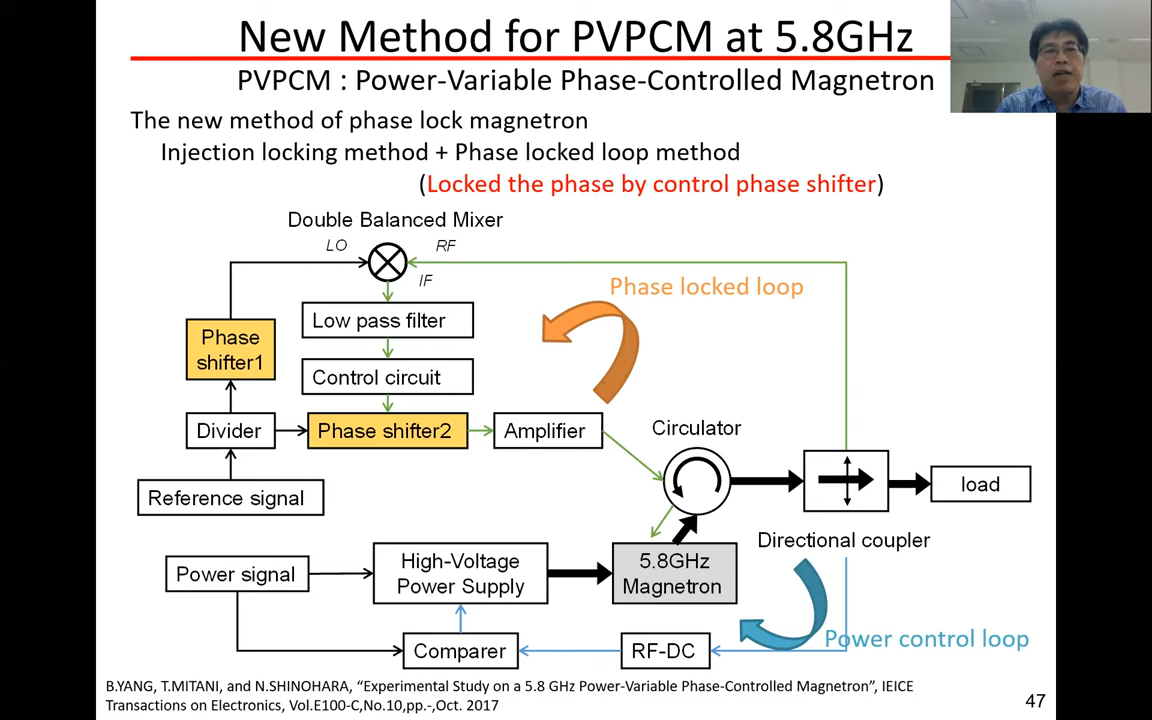 New Method for PVPCM at 5.8GHz
PVPCM : Power-Variable Phase-Controlled Magnetron
The new method of phase lock magnetron
Injection locking method + Phase locked loop method
(Locked the phase by control phase shifter)
Double Balanced Mixer
LO
RF
IF
Phase locked loop
Low pass filter
Phase
shifter1
Control circuit
Divider
Phase shifter2
Amplifier
Circulator
Reference signal
load
Directional coupler
Power signal
High-Voltage
Power Supply
5.8GHz
Magnetron
Power control loop
Comparer
RF-DC
B.YANG, T.MITANI, and N.SHINOHARA, “Experimental Study on a 5.8 GHz Power-Variable Phase-Controlled Magnetron”, IEICE
Transactions on Electronics, Vol.E100-C,No.10,pp.-,Oct. 2017
47